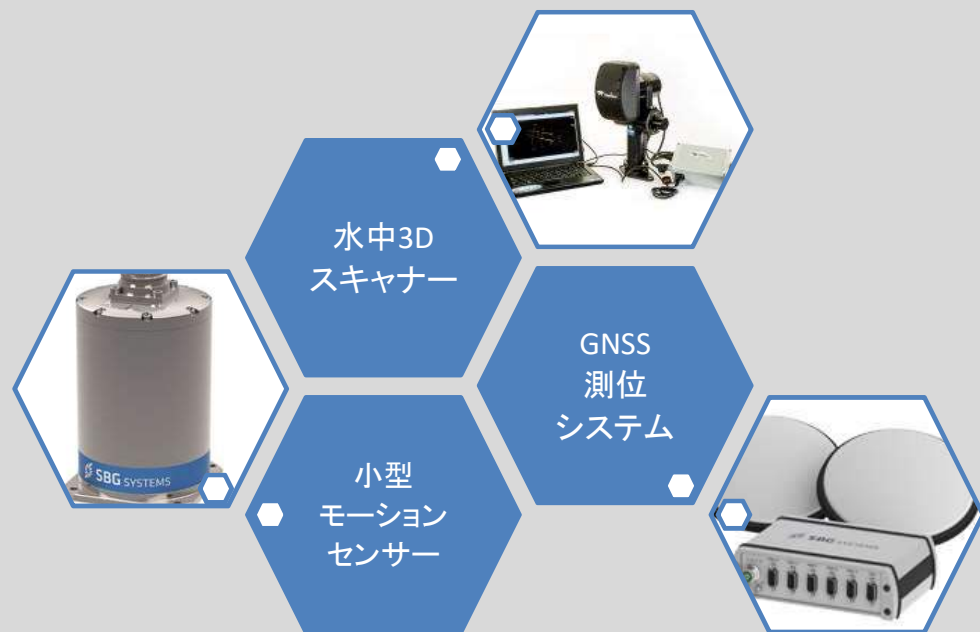 水中3D
スキャナー
GNSS
測位
システム
SBG SYSTEMS
小型
モーション
センサー
SBG SYSTEMS